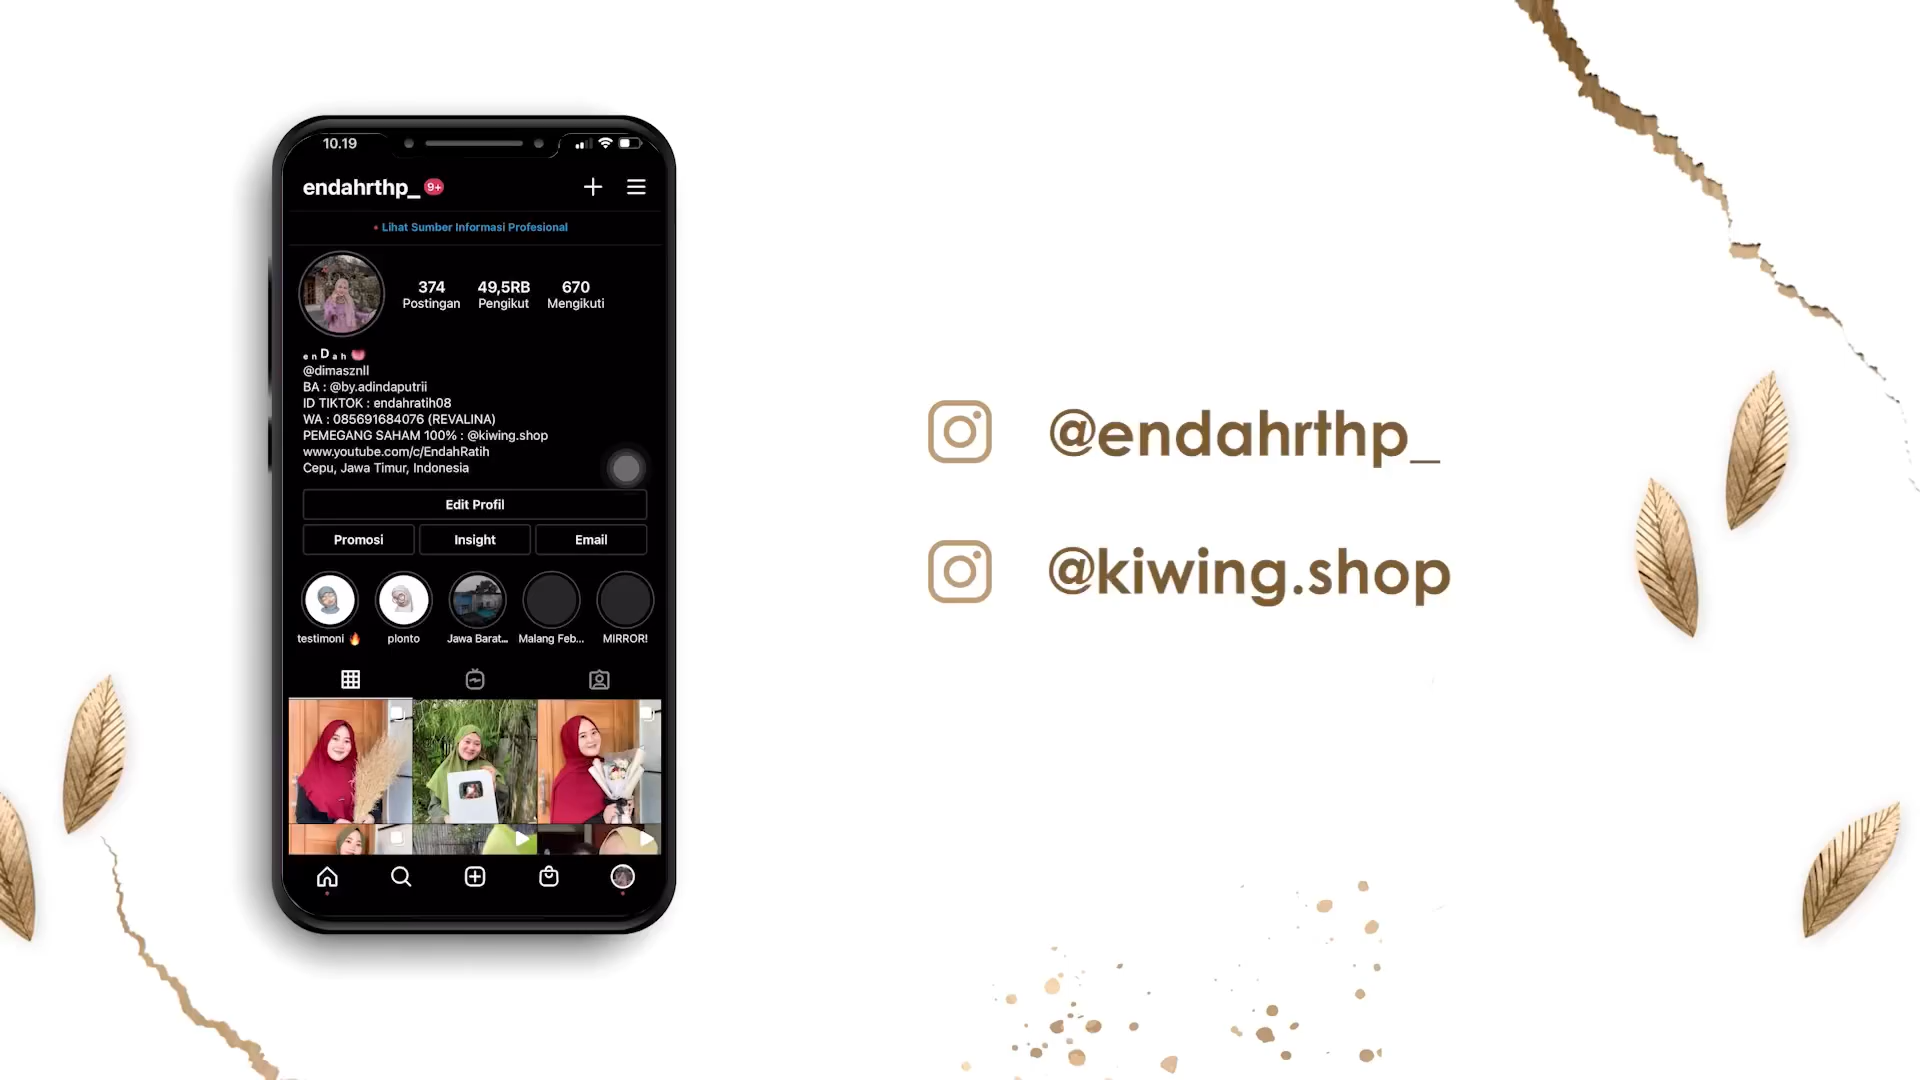 10.19
endahrthp_ 9+
Lihat Sumber Informasi Profesional
374 49,5RB 670
Postingan Pengikut Mengikuti
enDah 👅
@dimasznll
BA : @by.adindaputrii
ID TIKTOK : endahratih08
WA : 085691684076 (REVALINA)
PEMEGANG SAHAM 100% : @kiwing.shop
www.youtube.com/c/EndahRatih
Cepu, Jawa Timur, Indonesia
Edit Profil
Promosi Insight Email
testimoni 🔥 plonto Jawa Barat... Malang Feb... MIRROR!
@endahrthp_
@kiwing.shop